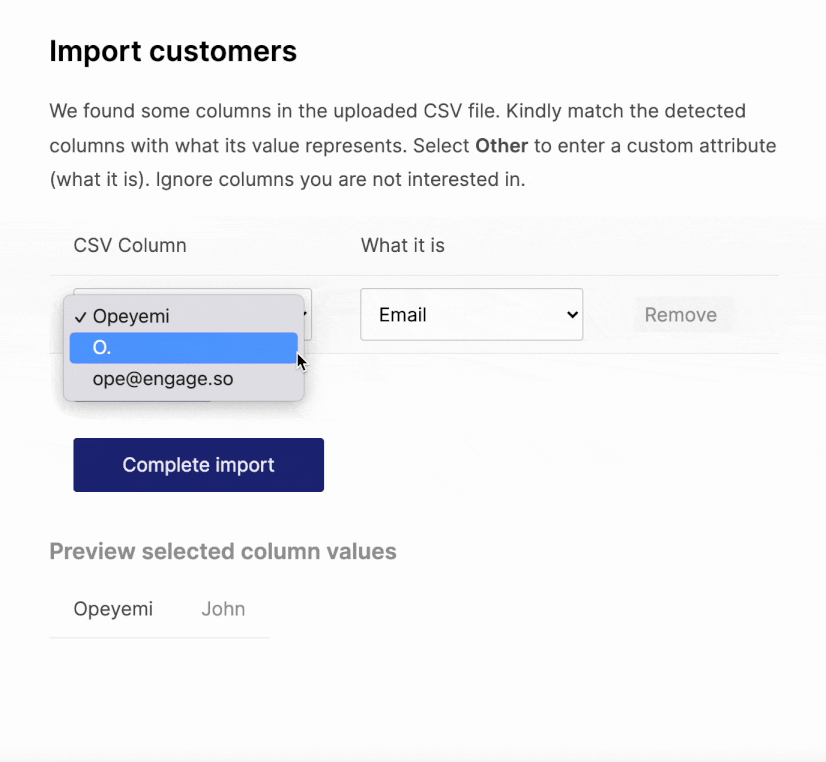 Import customers
We found some columns in the uploaded CSV file. Kindly match the detected
columns with what its value represents. Select Other to enter a custom attribute
(what it is). Ignore columns you are not interested in.
CSV Column What it is
✓ Opeyemi Email Remove
O.
ope@engage.so
Complete import
Preview selected column values
Opeyemi John